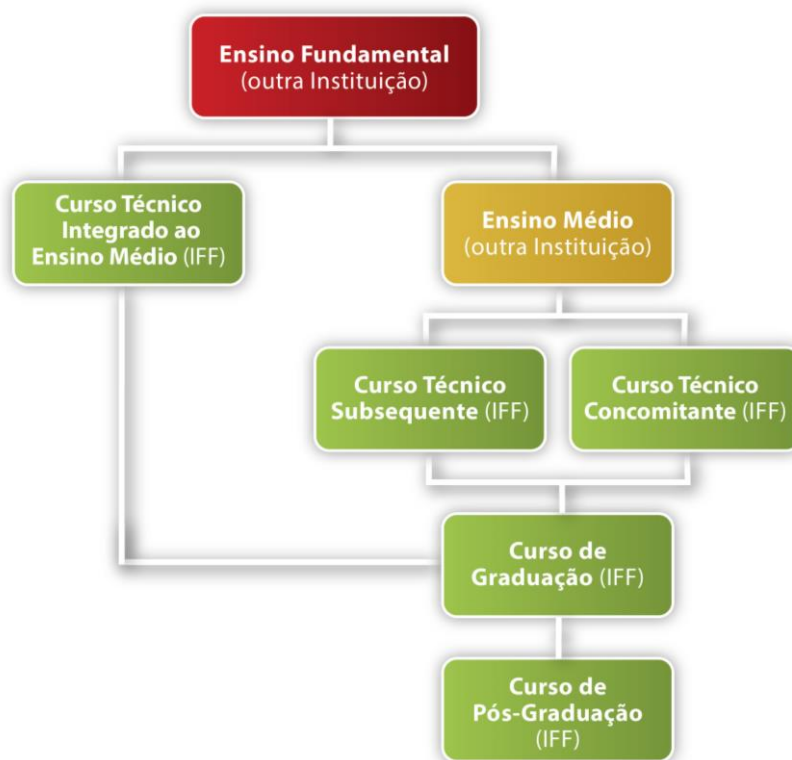 Ensino Fundamental
(outra Instituição)
Curso Técnico
Integrado ao
Ensino Médio (IFF)
Ensino Médio
(outra Instituição)
Curso Técnico
Subsequente (IFF)
Curso Técnico
Concomitante (IFF)
Curso de
Graduação (IFF)
Curso de
Pós-Graduação
(IFF)